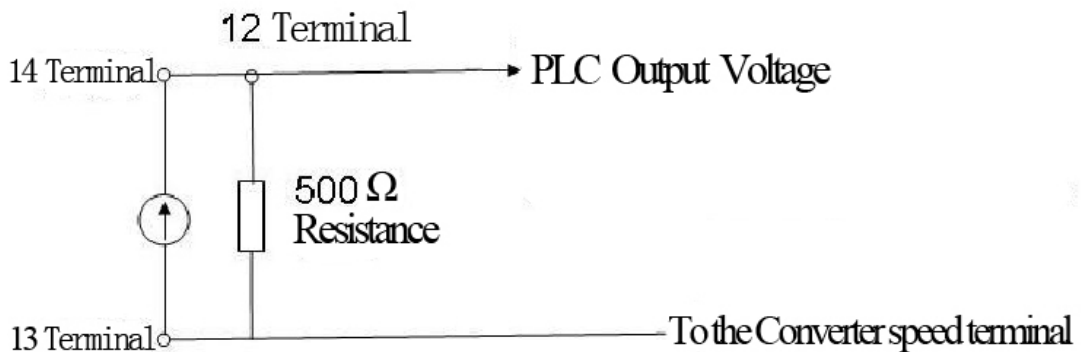 12 Terminal
14 Terminal
PLC Output Voltage
500 Ω
Resistance
13 Terminal
To the Converter speed terminal